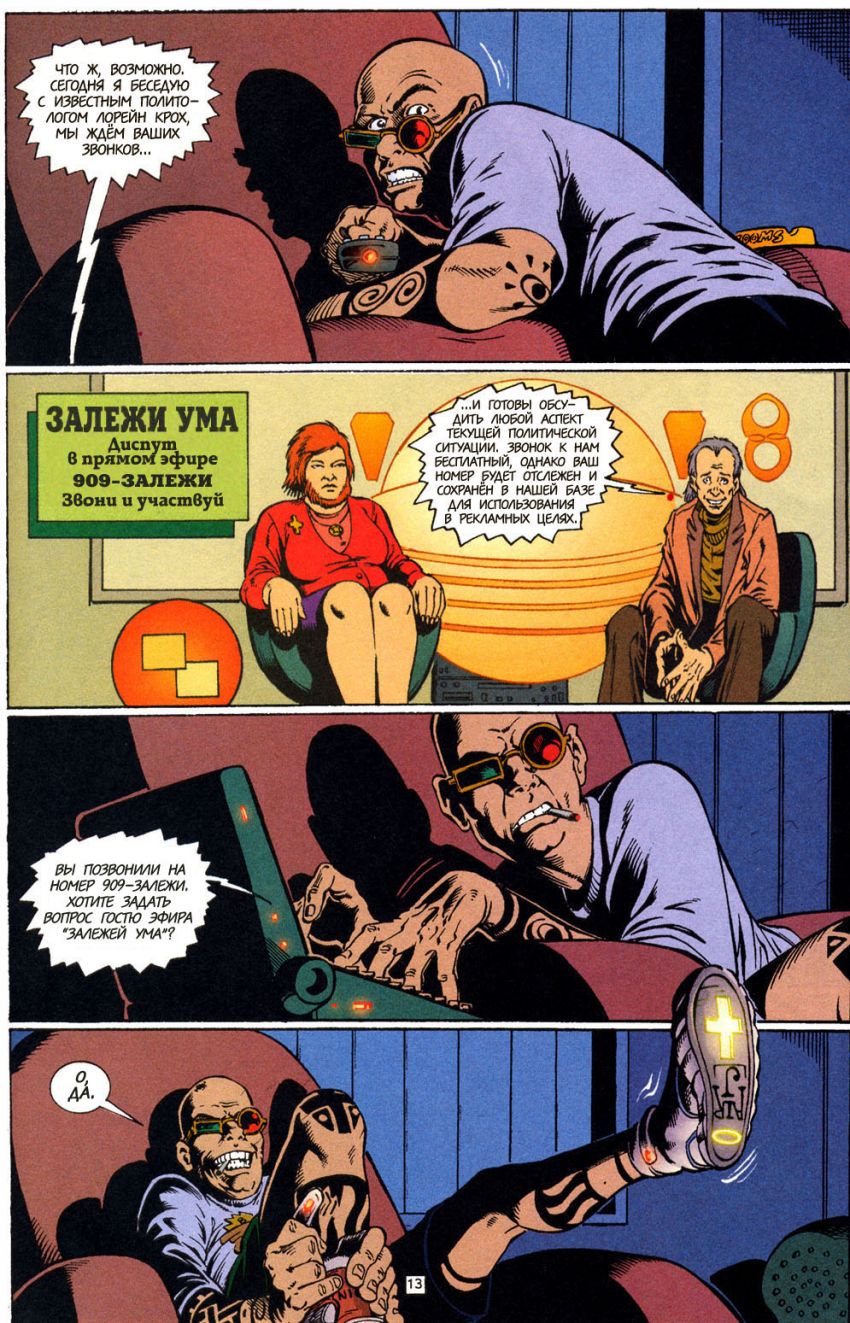 ЧТО Ж, ВОЗМОЖНО.
СЕГОДНЯ Я БЕСЕДУЮ
С ИЗВЕСТНЫМ ПОЛИТО-
ЛОГОМ ЛОРЕЙН КРОХ,
МЫ ЖДЁМ ВАШИХ
ЗВОНКОВ...
ЗАЛЕЖИ УМА
Диспут
в прямом эфире
909-ЗАЛЕЖИ
Звони и участвуй
...И ГОТОВЫ ОБСУ-
ДИТЬ ЛЮБОЙ АСПЕКТ
ТЕКУЩЕЙ ПОЛИТИЧЕСКОЙ
СИТУАЦИИ. ЗВОНОК К НАМ
БЕСПЛАТНЫЙ, ОДНАКО ВАШ
НОМЕР БУДЕТ ОТСЛЕЖЕН И
СОХРАНЁН В НАШЕЙ БАЗЕ
ДЛЯ ИСПОЛЬЗОВАНИЯ
В РЕКЛАМНЫХ ЦЕЛЯХ.
ВЫ ПОЗВОНИЛИ НА
НОМЕР 909-ЗАЛЕЖИ.
ХОТИТЕ ЗАДАТЬ
ВОПРОС ГОСТЮ ЭФИРА
"ЗАЛЕЖЕЙ УМА"?
О,
ДА.
13